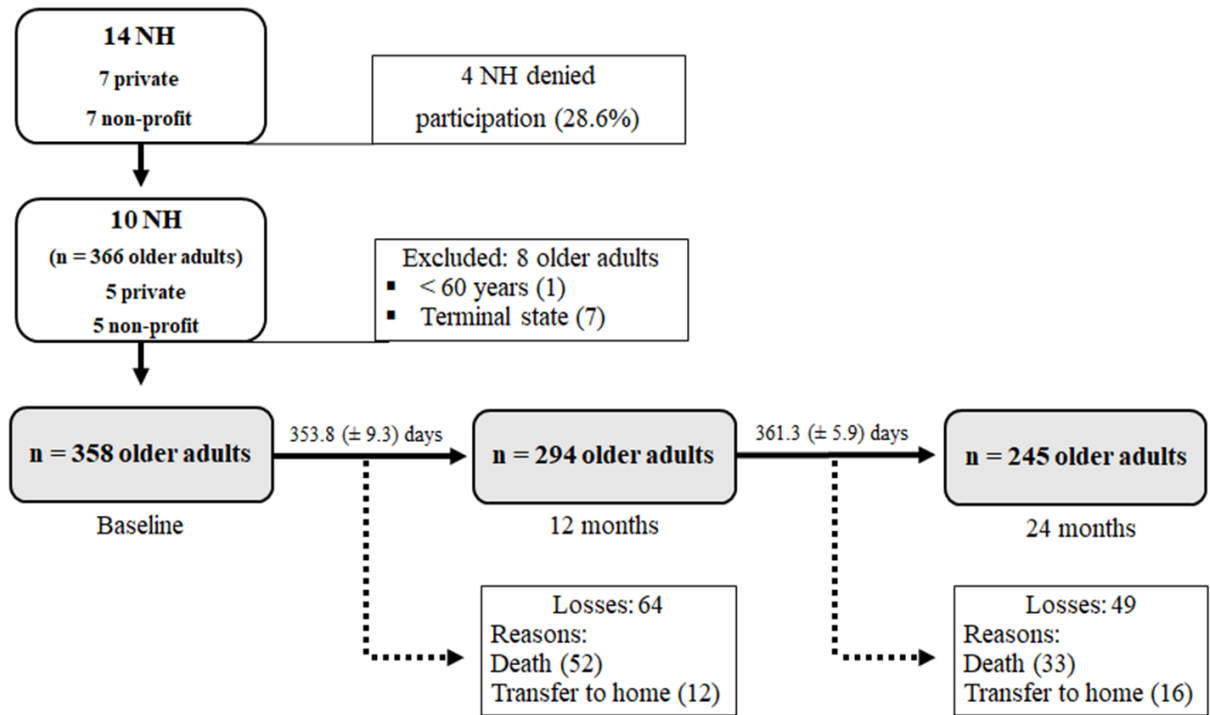 14 NH
7 private
7 non-profit
4 NH denied
participation (28.6%)
10 NH
(n = 366 older adults)
5 private
5 non-profit
Excluded: 8 older adults
▪ < 60 years (1)
▪ Terminal state (7)
n = 358 older adults
Baseline
353.8 (± 9.3) days
n = 294 older adults
12 months
361.3 (± 5.9) days
n = 245 older adults
24 months
Losses: 64
Reasons:
Death (52)
Transfer to home (12)
Losses: 49
Reasons:
Death (33)
Transfer to home (16)